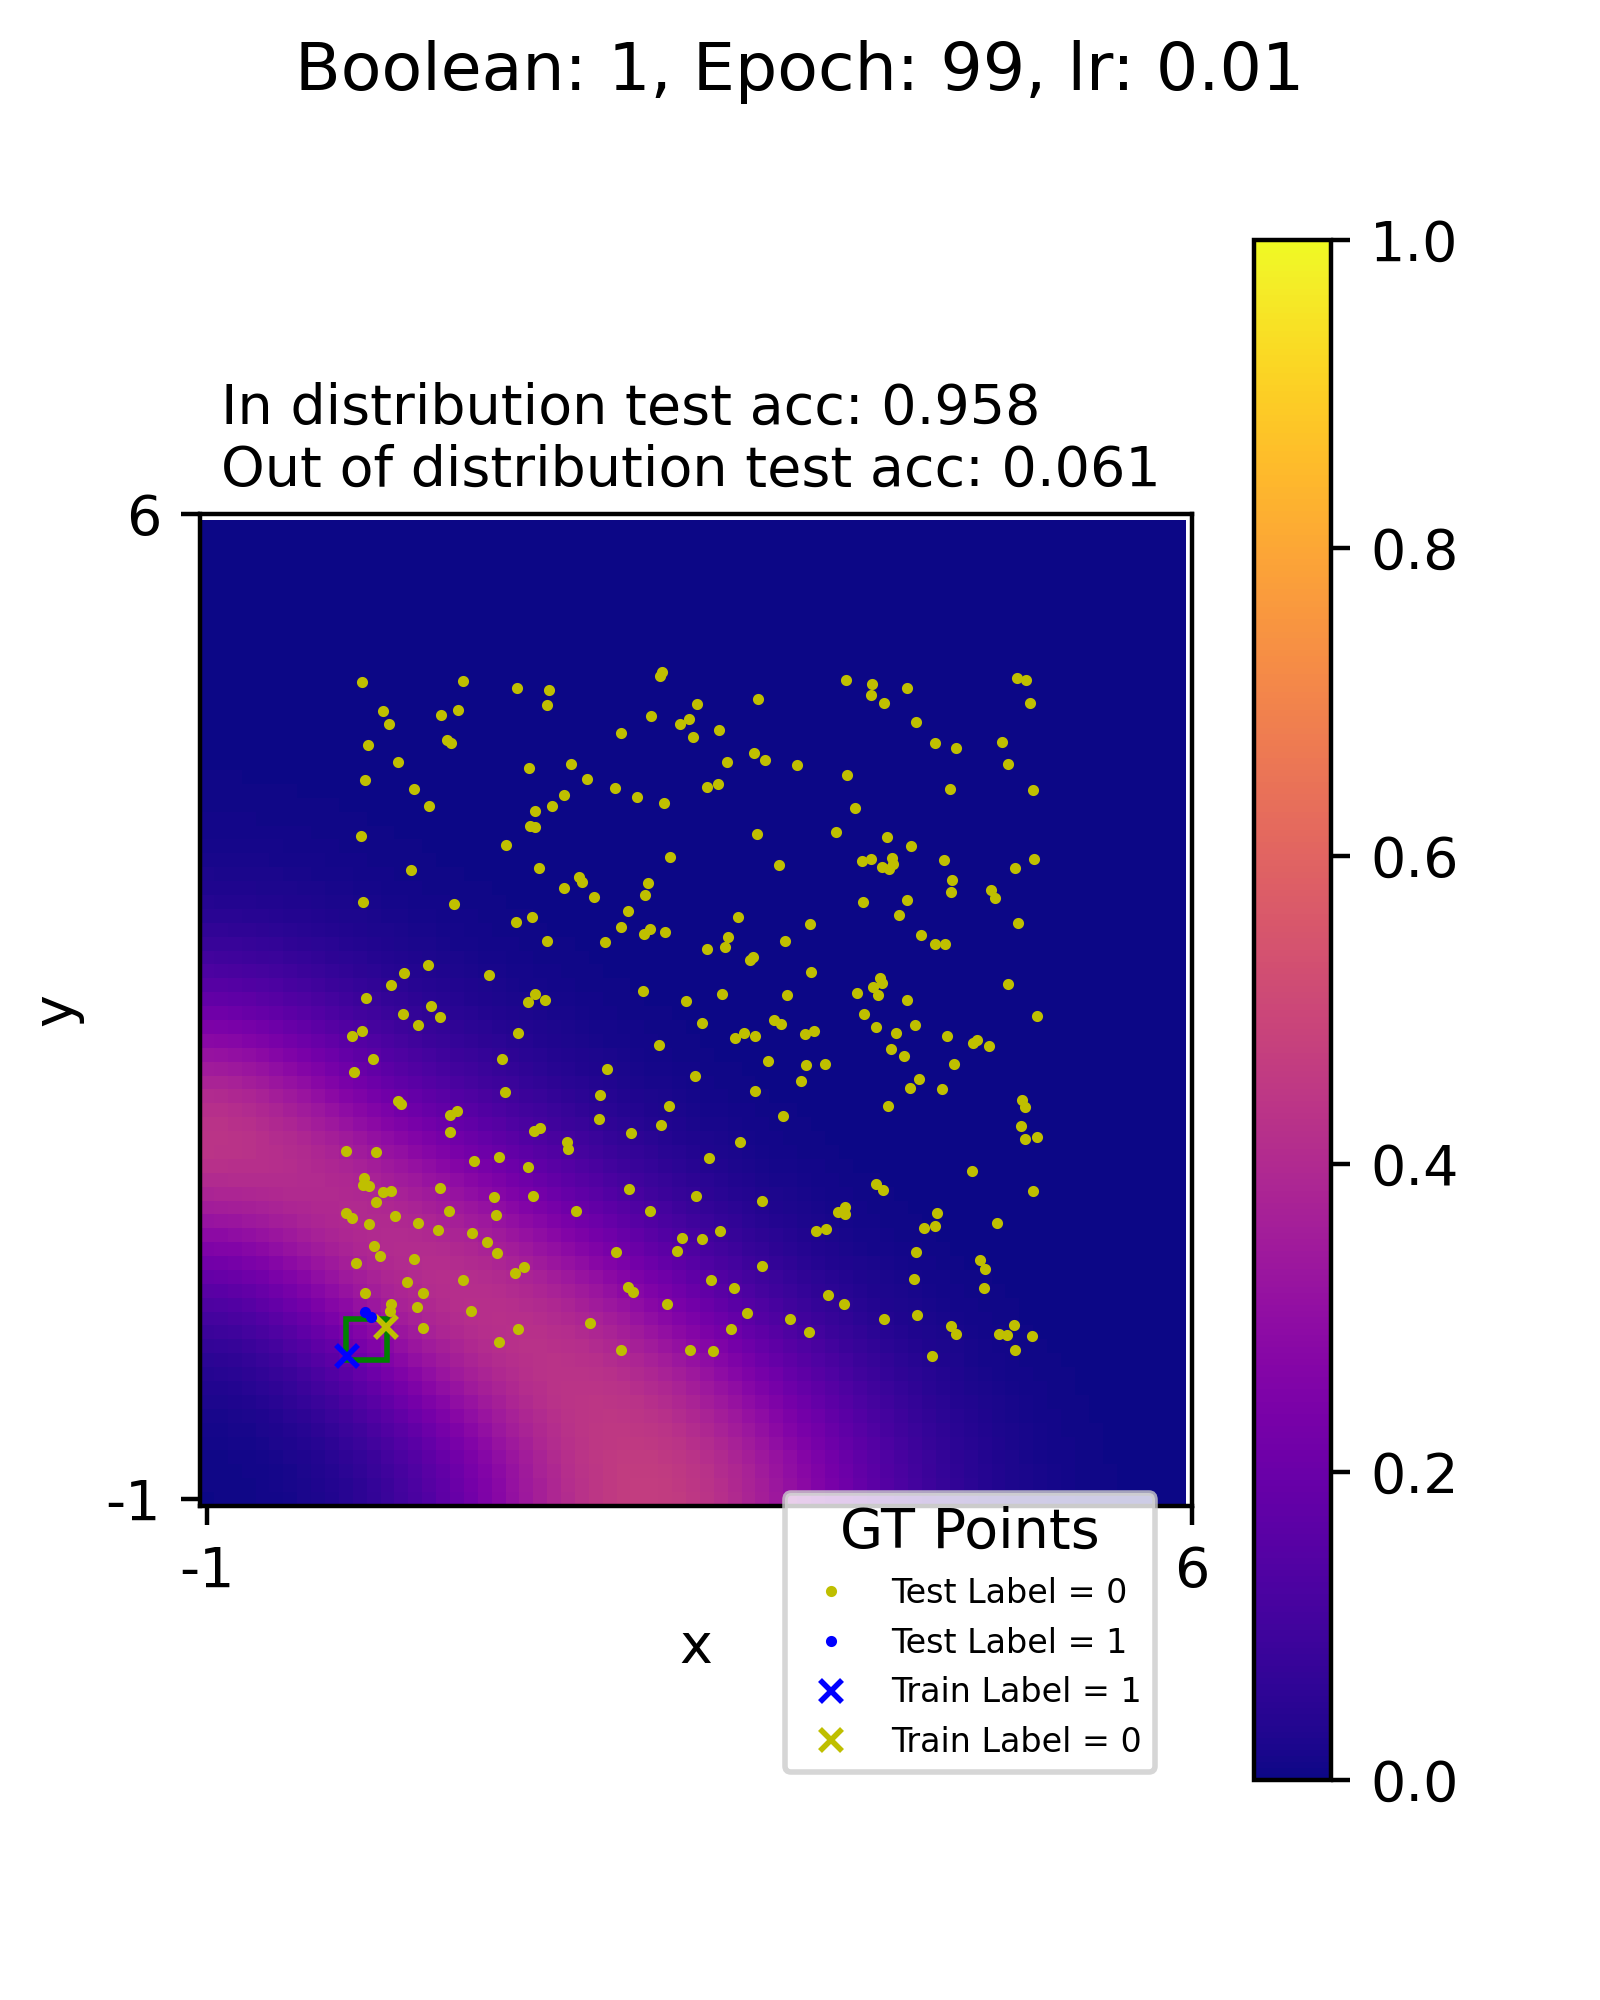 Boolean: 1, Epoch: 99, lr: 0.01
In distribution test acc: 0.958
Out of distribution test acc: 0.061
6
y
-1
-1
6
x
GT Points
Test Label = 0
Test Label = 1
Train Label = 1
Train Label = 0
1.0
0.8
0.6
0.4
0.2
0.0